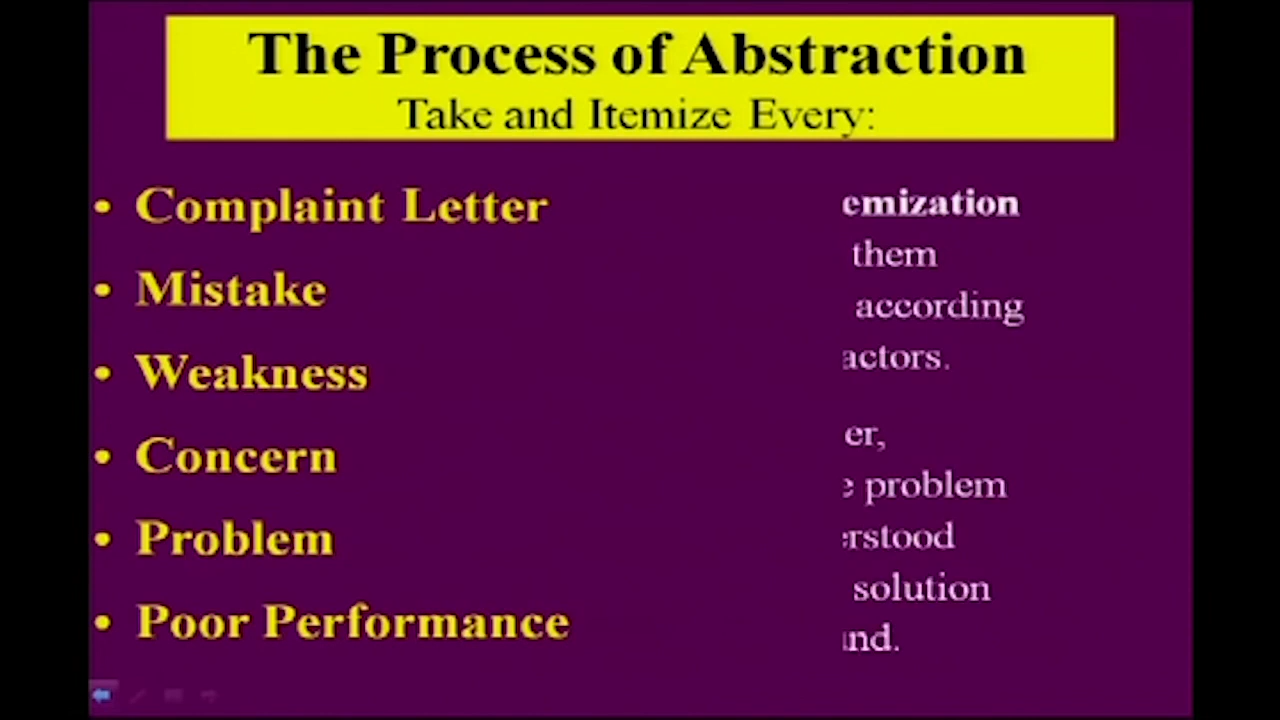 The Process of Abstraction
Take and Itemize Every:
• Complaint Letter
• Mistake
• Weakness
• Concern
• Problem
• Poor Performance
emization
them
according
actors.
er,
problem
erstood
solution
nd.